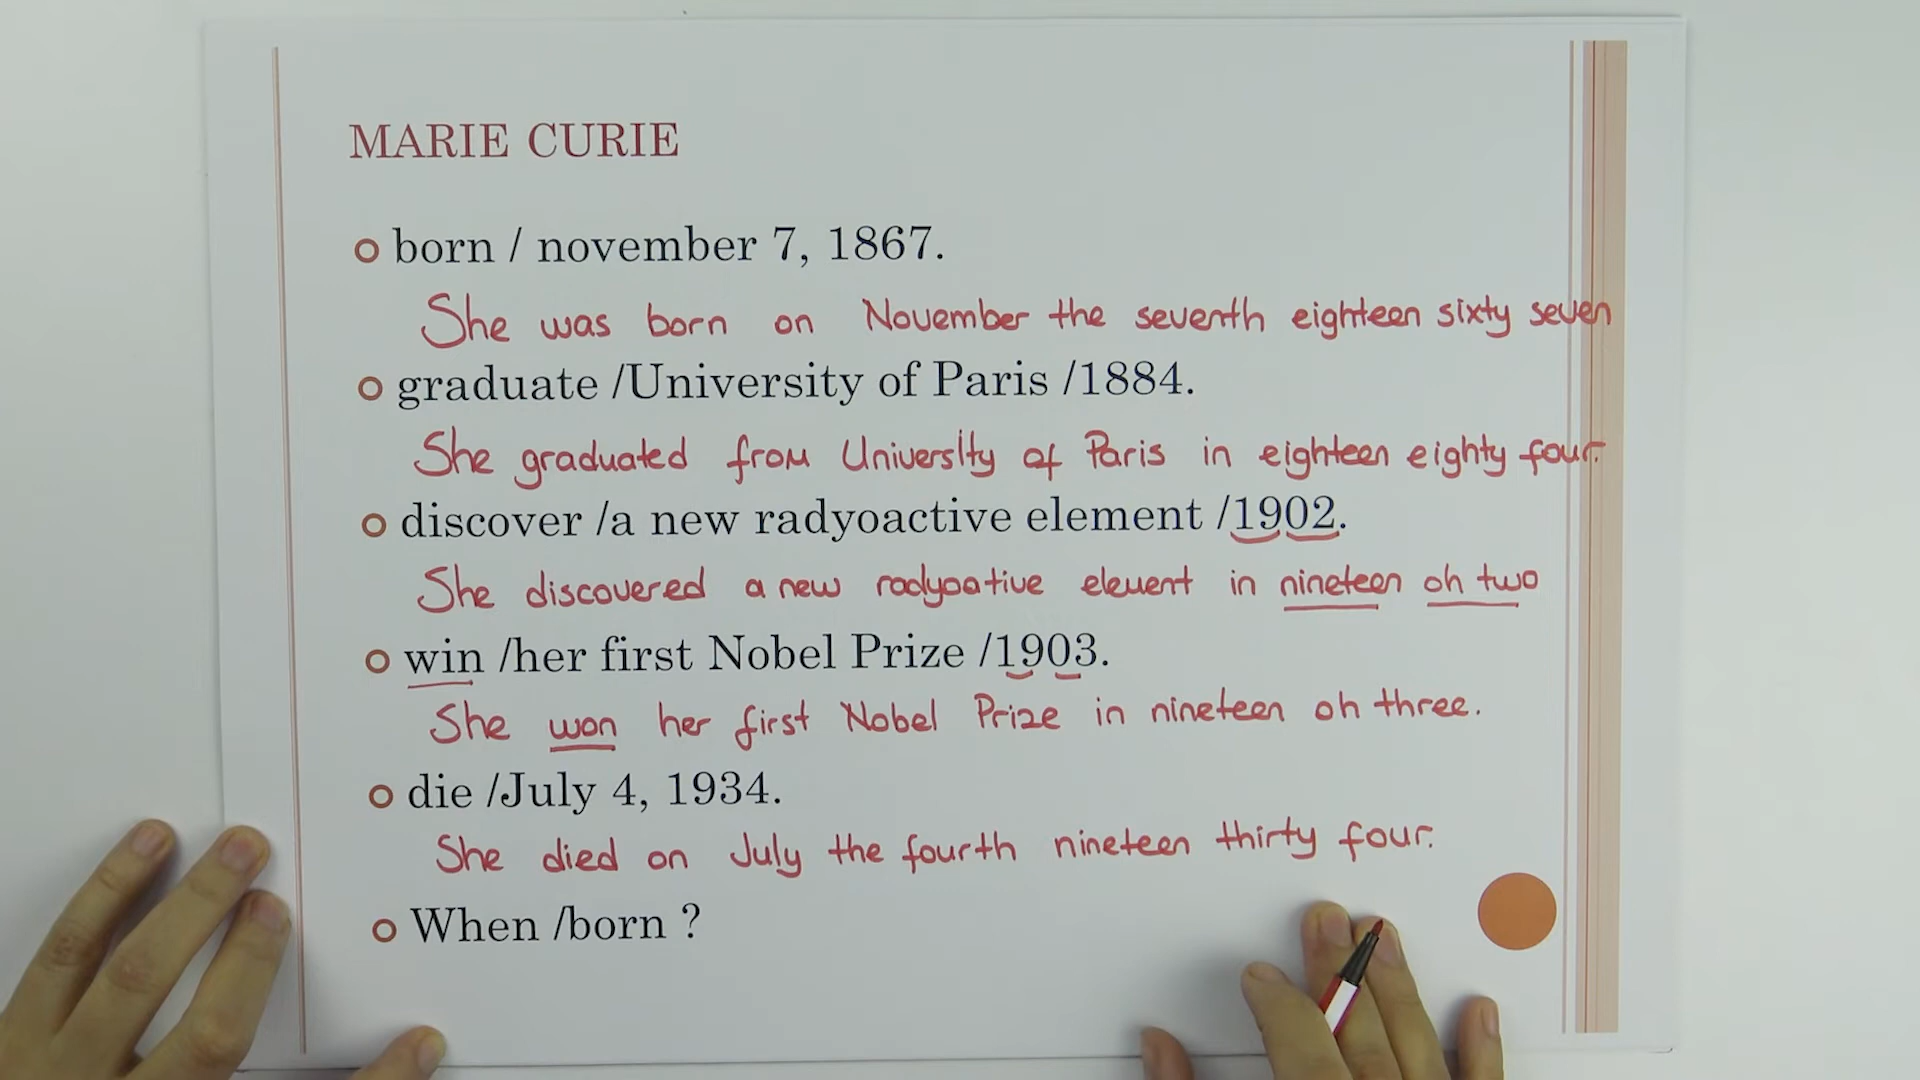 MARIE CURIE
born / november 7, 1867.
She was born on November the seventh eighteen sixty seven
graduate /University of Paris /1884.
She graduated from University of Paris in eighteen eighty four.
discover /a new radyoactive element /1902.
She discovered a new radyoative element in nineteen oh two
win /her first Nobel Prize /1903.
She won her first Nobel Prize in nineteen oh three.
die /July 4, 1934.
She died on July the fourth nineteen thirty four.
When /born ?